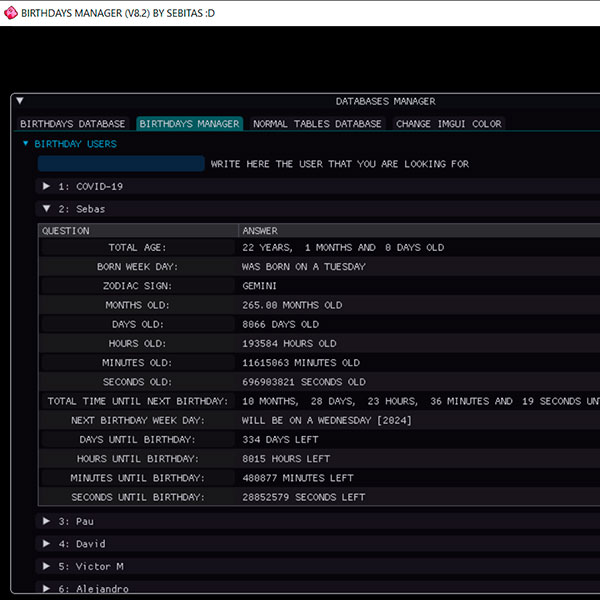 BIRTHDAYS MANAGER (V8.2) BY SEBITAS :D
DATABASES MANAGER
BIRTHDAYS DATABASE BIRTHDAYS MANAGER NORMAL TABLES DATABASE CHANGE IMGUI COLOR
BIRTHDAY USERS
WRITE HERE THE USER THAT YOU ARE LOOKING FOR
1: COVID-19
2: Sebas
QUESTION ANSWER
TOTAL AGE: 22 YEARS, 1 MONTHS AND 0 DAYS OLD
BORN WEEK DAY: WAS BORN ON A TUESDAY
ZODIAC SIGN: GEMINI
MONTHS OLD: 265.00 MONTHS OLD
DAYS OLD: 8066 DAYS OLD
HOURS OLD: 193584 HOURS OLD
MINUTES OLD: 11615063 MINUTES OLD
SECONDS OLD: 696903821 SECONDS OLD
TOTAL TIME UNTIL NEXT BIRTHDAY: 10 MONTHS, 28 DAYS, 23 HOURS, 36 MINUTES AND 19 SECONDS UN
NEXT BIRTHDAY WEEK DAY: WILL BE ON A WEDNESDAY [2024]
DAYS UNTIL BIRTHDAY: 334 DAYS LEFT
HOURS UNTIL BIRTHDAY: 8015 HOURS LEFT
MINUTES UNTIL BIRTHDAY: 480877 MINUTES LEFT
SECONDS UNTIL BIRTHDAY: 28852579 SECONDS LEFT
3: Pau
4: David
5: Victor M
6: Alejandro